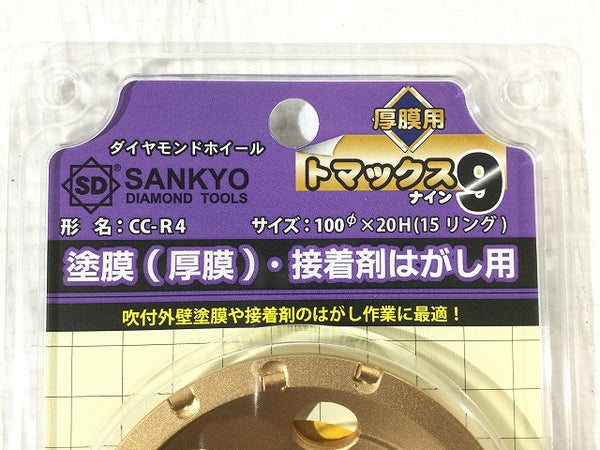 厚膜用
ダイヤモンドホイール
トマックス9
ナイン
SD ®
SANKYO
DIAMOND TOOLS
形 名:CC-R4
サイズ:100φ×20H(15リング)
塗膜(厚膜)・接着剤はがし用
吹付外壁塗膜や接着剤のはがし作業に最適!